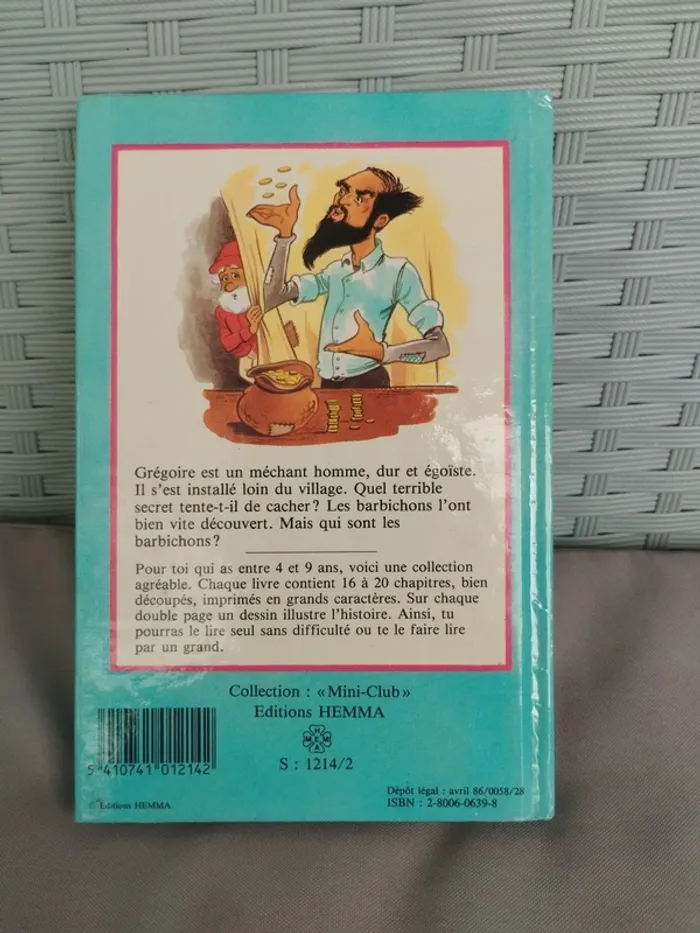 Grégoire est un méchant homme, dur et égoïste.
Il s'est installé loin du village. Quel terrible
secret tente-t-il de cacher? Les barbichons l'ont
bien vite découvert. Mais qui sont les
barbichons?
Pour toi qui as entre 4 et 9 ans, voici une collection
agréable. Chaque livre contient 16 à 20 chapitres, bien
découpés, imprimés en grands caractères. Sur chaque
double page un dessin illustre l'histoire. Ainsi, tu
pourras le lire seul sans difficulté ou te le faire lire
par un grand.
Collection : «Mini-Club»
Editions HEMMA
HEMMA
S : 1214/2
5 410741 012142
© Editions HEMMA
Dépôt légal : avril 86/0058/28
ISBN : 2-8006-0639-8